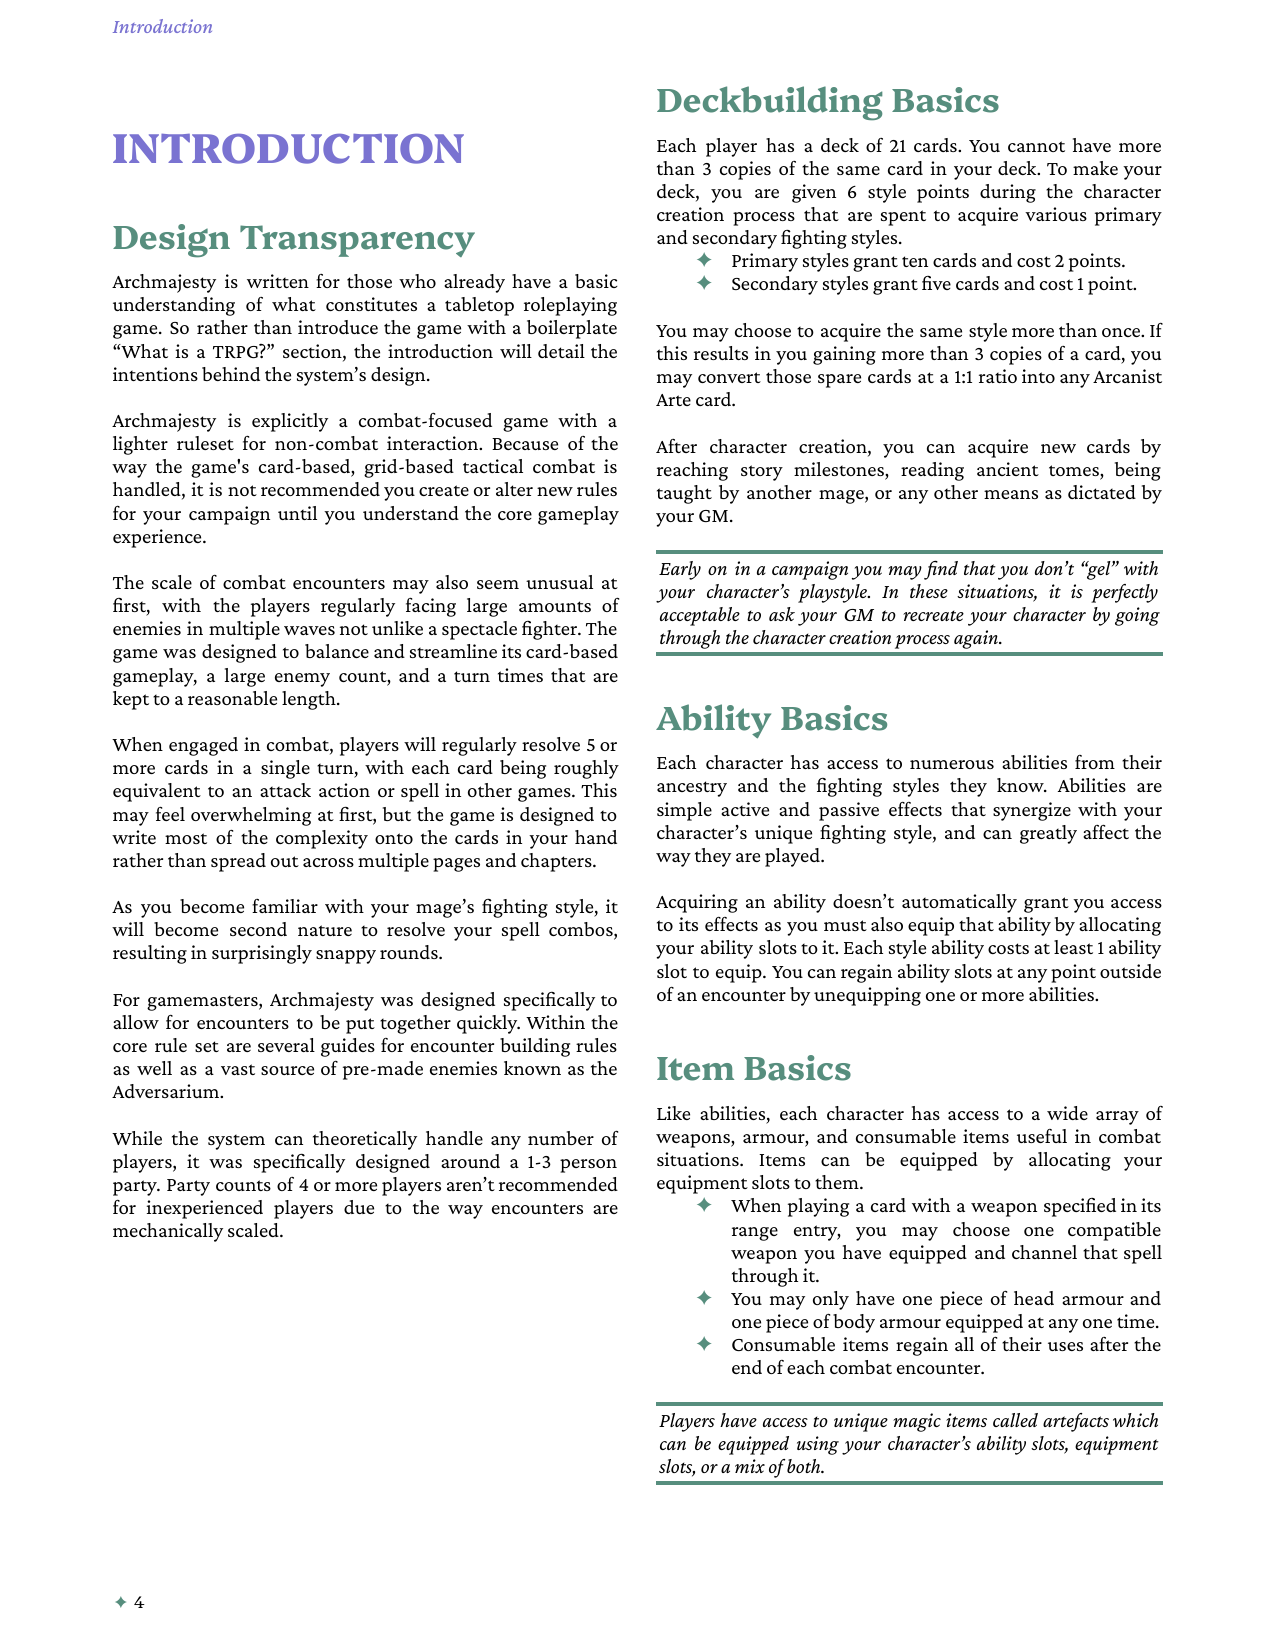 Introduction
INTRODUCTION
Design Transparency
Archmajesty is written for those who already have a basic
understanding of what constitutes a tabletop roleplaying
game. So rather than introduce the game with a boilerplate
“What is a TRPG?” section, the introduction will detail the
intentions behind the system’s design.
Archmajesty is explicitly a combat-focused game with a
lighter ruleset for non-combat interaction. Because of the
way the game's card-based, grid-based tactical combat is
handled, it is not recommended you create or alter new rules
for your campaign until you understand the core gameplay
experience.
The scale of combat encounters may also seem unusual at
first, with the players regularly facing large amounts of
enemies in multiple waves not unlike a spectacle fighter. The
game was designed to balance and streamline its card-based
gameplay, a large enemy count, and a turn times that are
kept to a reasonable length.
When engaged in combat, players will regularly resolve 5 or
more cards in a single turn, with each card being roughly
equivalent to an attack action or spell in other games. This
may feel overwhelming at first, but the game is designed to
write most of the complexity onto the cards in your hand
rather than spread out across multiple pages and chapters.
As you become familiar with your mage’s fighting style, it
will become second nature to resolve your spell combos,
resulting in surprisingly snappy rounds.
For gamemasters, Archmajesty was designed specifically to
allow for encounters to be put together quickly. Within the
core rule set are several guides for encounter building rules
as well as a vast source of pre-made enemies known as the
Adversarium.
While the system can theoretically handle any number of
players, it was specifically designed around a 1-3 person
party. Party counts of 4 or more players aren’t recommended
for inexperienced players due to the way encounters are
mechanically scaled.
Deckbuilding Basics
Each player has a deck of 21 cards. You cannot have more
than 3 copies of the same card in your deck. To make your
deck, you are given 6 style points during the character
creation process that are spent to acquire various primary
and secondary fighting styles.
✦ Primary styles grant ten cards and cost 2 points.
✦ Secondary styles grant five cards and cost 1 point.
You may choose to acquire the same style more than once. If
this results in you gaining more than 3 copies of a card, you
may convert those spare cards at a 1:1 ratio into any Arcanist
Arte card.
After character creation, you can acquire new cards by
reaching story milestones, reading ancient tomes, being
taught by another mage, or any other means as dictated by
your GM.
Early on in a campaign you may find that you don’t “gel” with
your character’s playstyle. In these situations, it is perfectly
acceptable to ask your GM to recreate your character by going
through the character creation process again.
Ability Basics
Each character has access to numerous abilities from their
ancestry and the fighting styles they know. Abilities are
simple active and passive effects that synergize with your
character’s unique fighting style, and can greatly affect the
way they are played.
Acquiring an ability doesn’t automatically grant you access
to its effects as you must also equip that ability by allocating
your ability slots to it. Each style ability costs at least 1 ability
slot to equip. You can regain ability slots at any point outside
of an encounter by unequipping one or more abilities.
Item Basics
Like abilities, each character has access to a wide array of
weapons, armour, and consumable items useful in combat
situations. Items can be equipped by allocating your
equipment slots to them.
✦ When playing a card with a weapon specified in its
range entry, you may choose one compatible
weapon you have equipped and channel that spell
through it.
✦ You may only have one piece of head armour and
one piece of body armour equipped at any one time.
✦ Consumable items regain all of their uses after the
end of each combat encounter.
Players have access to unique magic items called artefacts which
can be equipped using your character’s ability slots, equipment
slots, or a mix of both.
✦ 4